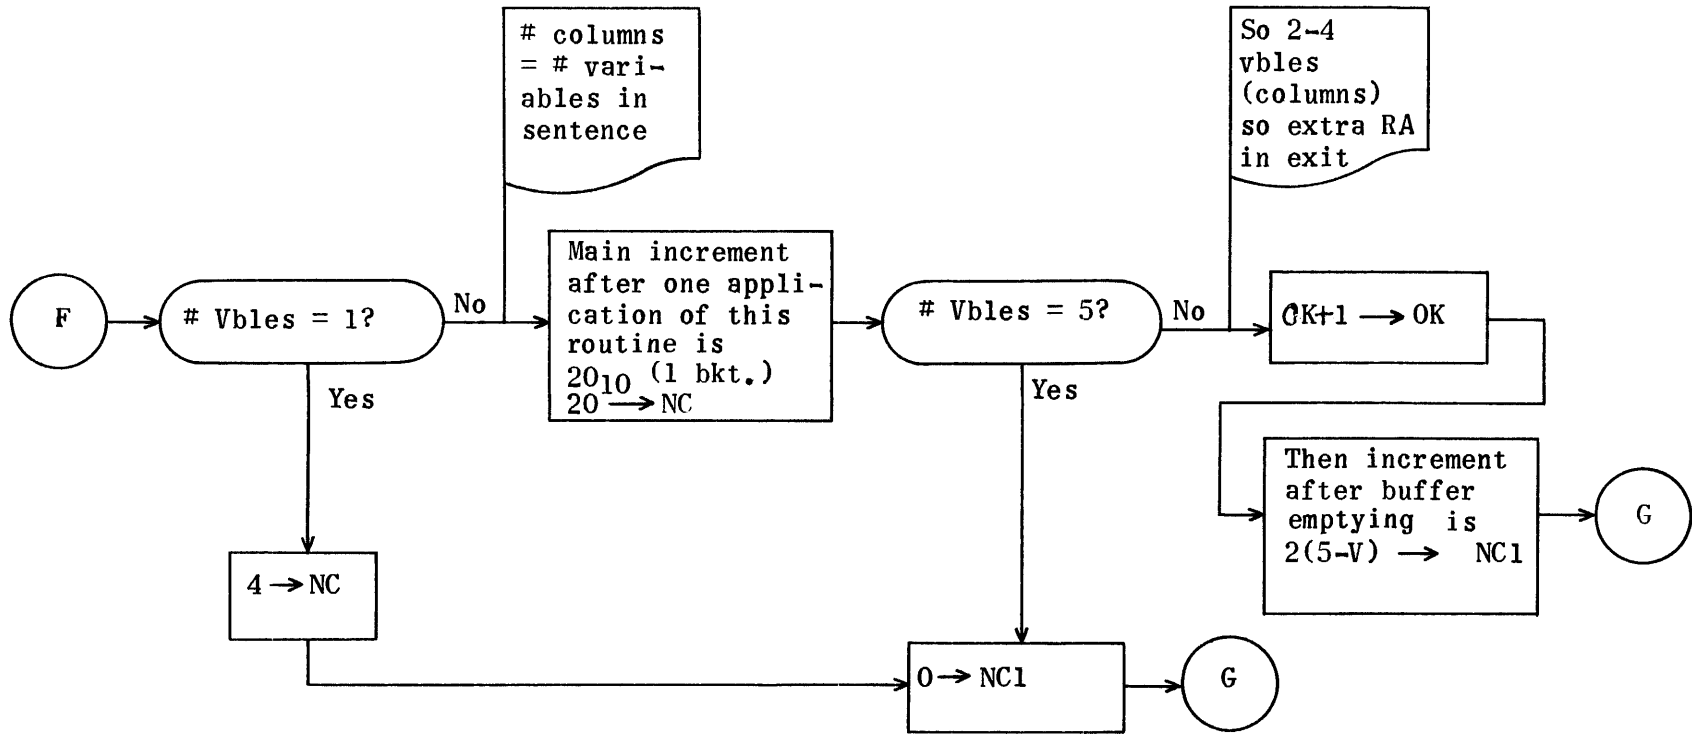 # columns
= # vari-
ables in
sentence
So 2-4
vbles
(columns)
so extra RA
in exit
F
# Vbles = 1?
No
Main increment
after one appli-
cation of this
routine is
20₁₀ (1 bkt.)
20 → NC
# Vbles = 5?
No
OK+1 → OK
Yes
Yes
Then increment
after buffer
emptying is
2(5-V) → NC1
G
4 → NC
0 → NC1
G